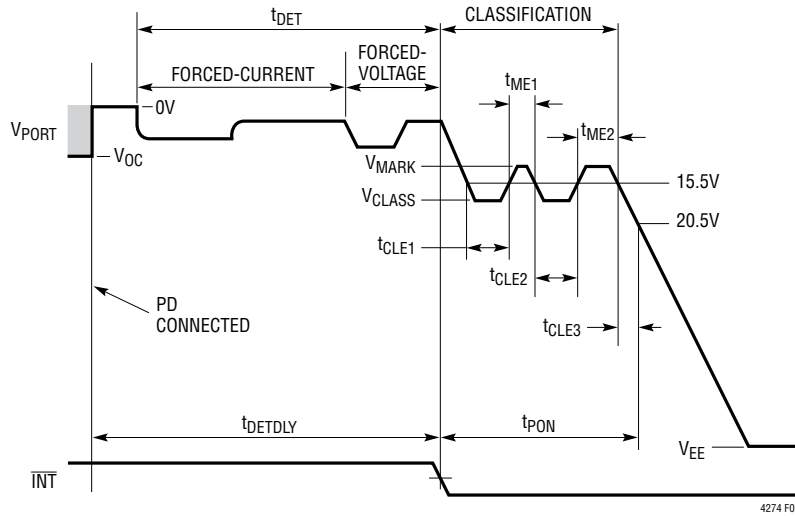 tDET
CLASSIFICATION
FORCED-CURRENT
FORCED-
VOLTAGE
tME1
0V
tME2
VPORT
VOC
VMARK
15.5V
VCLASS
20.5V
tCLE1
tCLE2
PD
CONNECTED
tCLE3
tDETDLY
tPON
VEE
INT
4274 F0